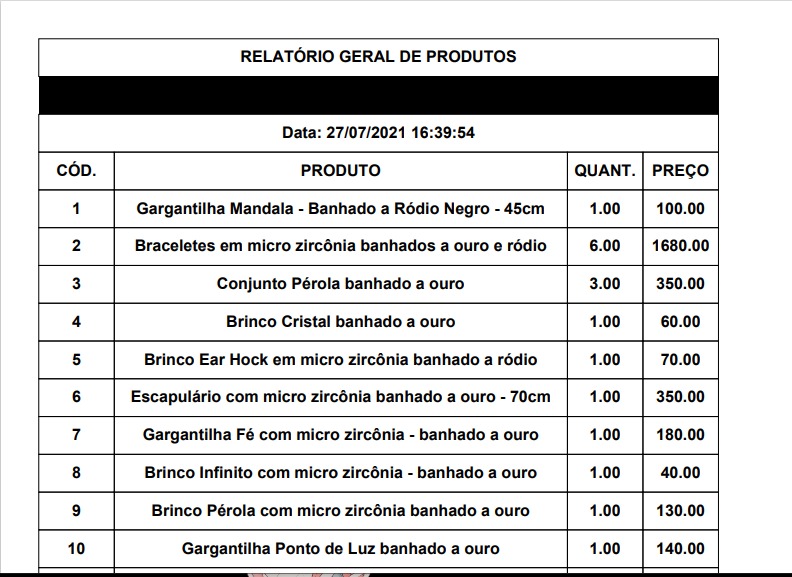 RELATÓRIO GERAL DE PRODUTOS
Data: 27/07/2021 16:39:54
CÓD. PRODUTO QUANT. PREÇO
1 Gargantilha Mandala - Banhado a Ródio Negro - 45cm 1.00 100.00
2 Braceletes em micro zircônia banhados a ouro e ródio 6.00 1680.00
3 Conjunto Pérola banhado a ouro 3.00 350.00
4 Brinco Cristal banhado a ouro 1.00 60.00
5 Brinco Ear Hock em micro zircônia banhado a ródio 1.00 70.00
6 Escapulário com micro zircônia banhado a ouro - 70cm 1.00 350.00
7 Gargantilha Fé com micro zircônia - banhado a ouro 1.00 180.00
8 Brinco Infinito com micro zircônia - banhado a ouro 1.00 40.00
9 Brinco Pérola com micro zircônia banhado a ouro 1.00 130.00
10 Gargantilha Ponto de Luz banhado a ouro 1.00 140.00